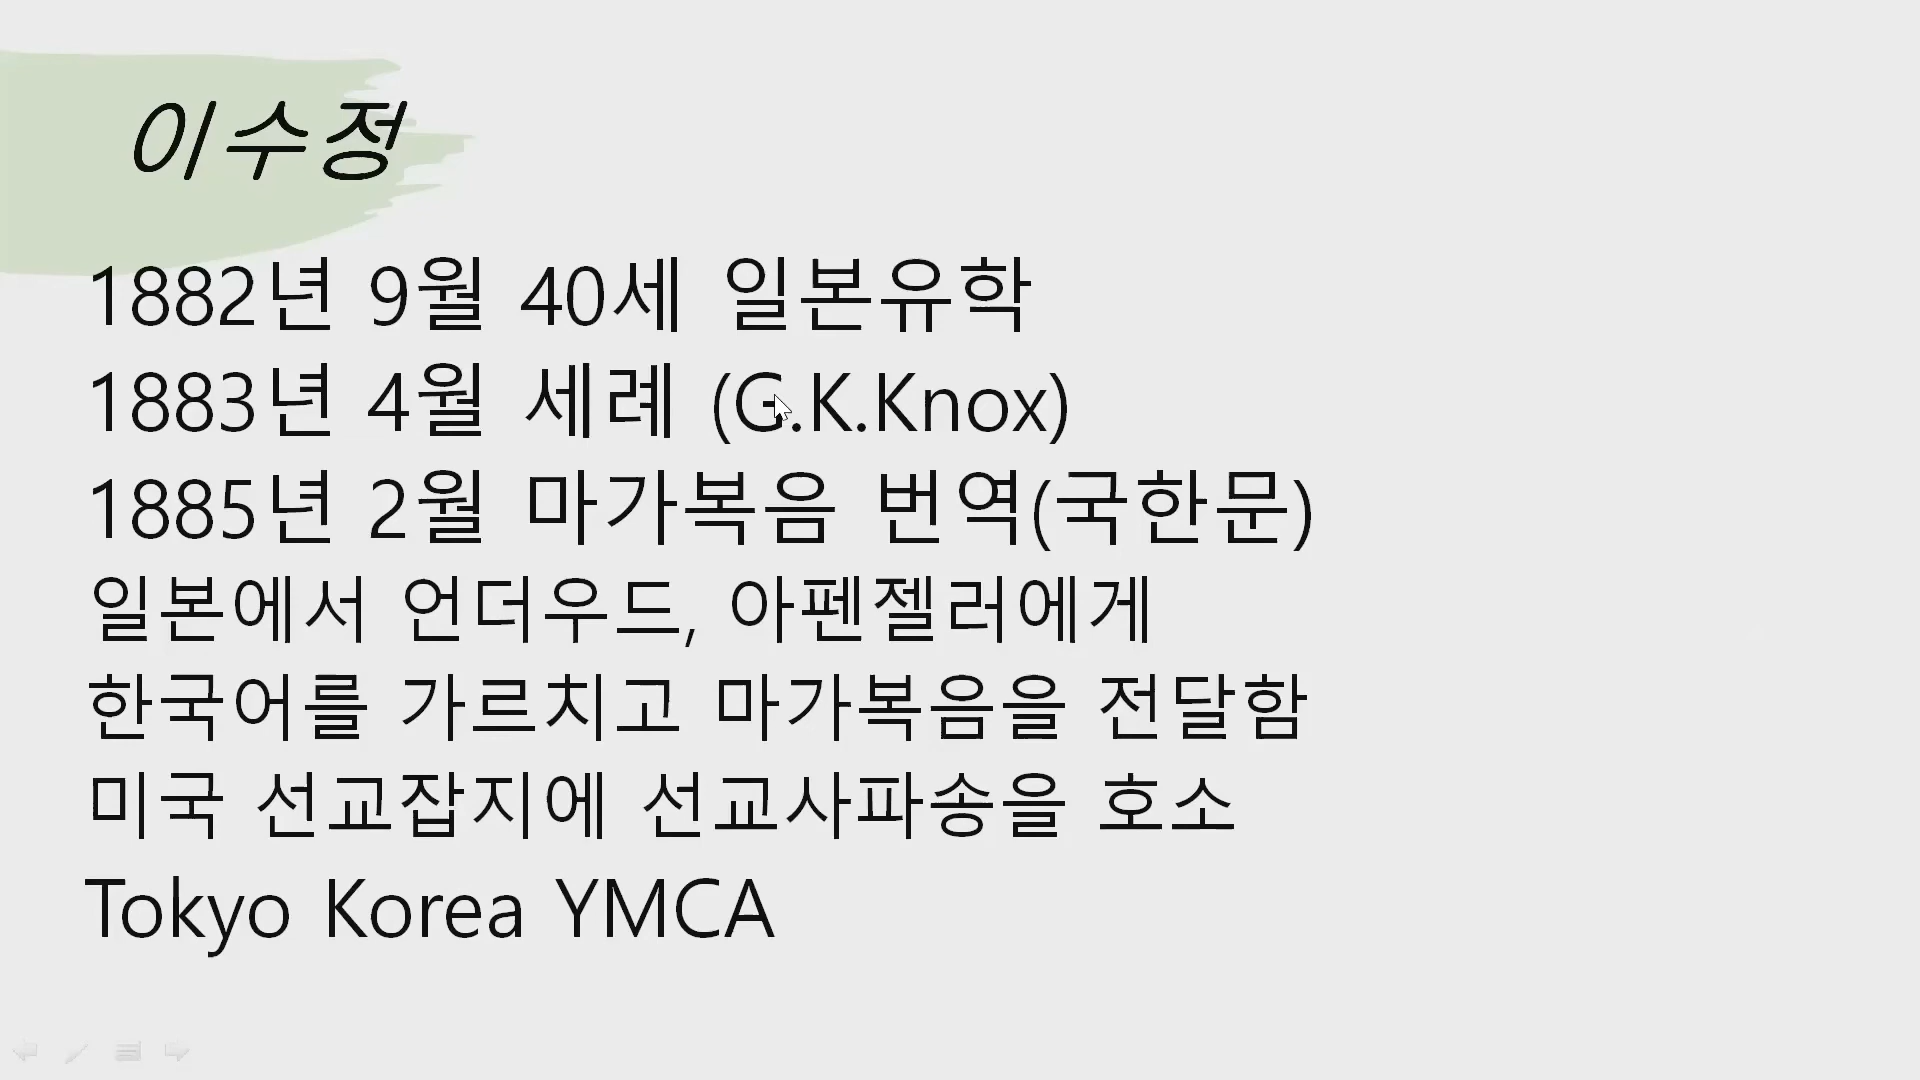 이수정
1882년 9월 40세 일본유학
1883년 4월 세례 (G.K.Knox)
1885년 2월 마가복음 번역(국한문)
일본에서 언더우드, 아펜젤러에게
한국어를 가르치고 마가복음을 전달함
미국 선교잡지에 선교사파송을 호소
Tokyo Korea YMCA